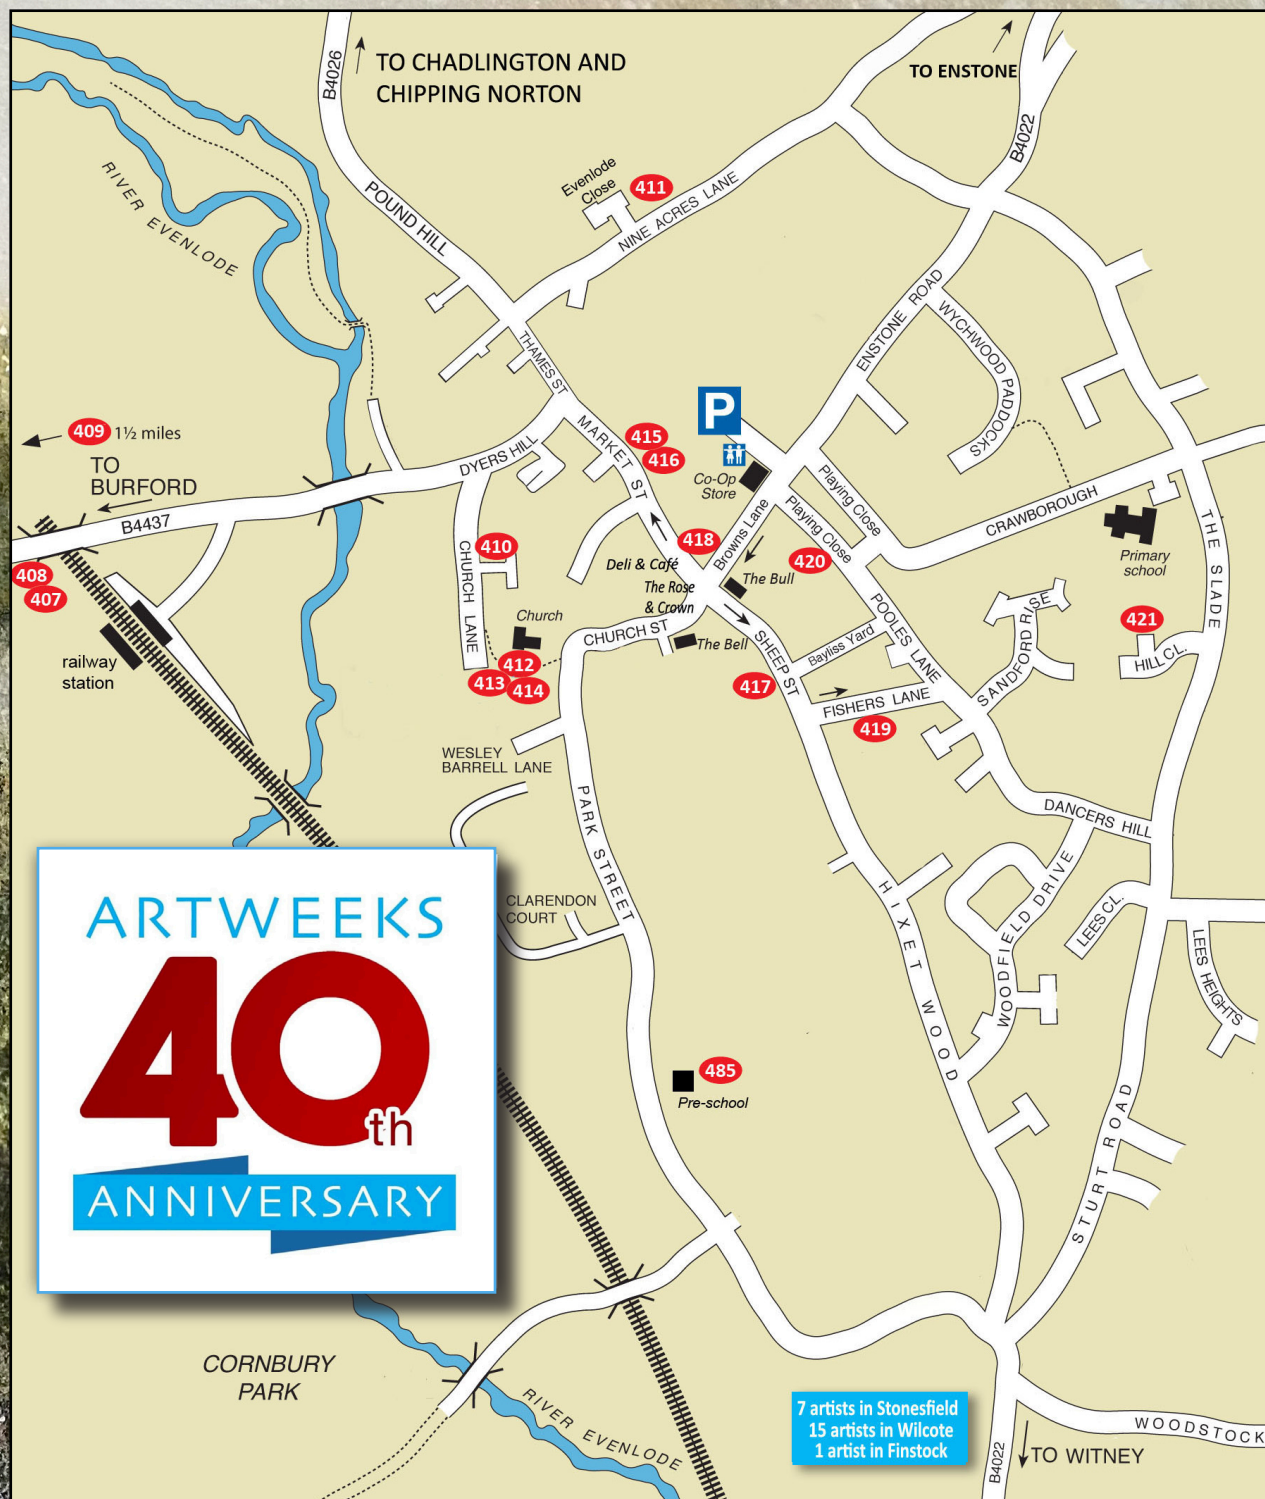 B4026
TO CHADLINGTON AND
CHIPPING NORTON
TO ENSTONE
B4022
RIVER EVENLODE
POUND HILL
Evenlode
Close
411
NINE ACRES LANE
ENSTONE ROAD
WYCHWOOD PADDOCKS
THAMES ST
P
409 1½ miles
TO
BURFORD
B4437
DYERS HILL
MARKET ST
415
416
Co-Op
Store
Playing Close
Playing Close
CRAWBOROUGH
Primary
school
THE SLADE
408
407
railway
station
CHURCH LANE
410
Church
412
413
414
418
Browns Lane
Deli & Café
The Rose
& Crown
The Bull
420
CHURCH ST
The Bell
SHEEP ST
417
Bayliss Yard
POOLES LANE
FISHERS LANE
419
SANDFORD RISE
421
HILL CL.
WESLEY
BARRELL LANE
PARK STREET
DANCERS HILL
CLARENDON
COURT
HIXET WOOD
WOODFIELD DRIVE
LEES CL.
LEES HEIGHTS
ARTWEEKS
40th
ANNIVERSARY
485
Pre-school
STURT ROAD
CORNBURY
PARK
RIVER EVENLODE
7 artists in Stonesfield
15 artists in Wilcote
1 artist in Finstock
B4022
TO WITNEY
WOODSTOCK